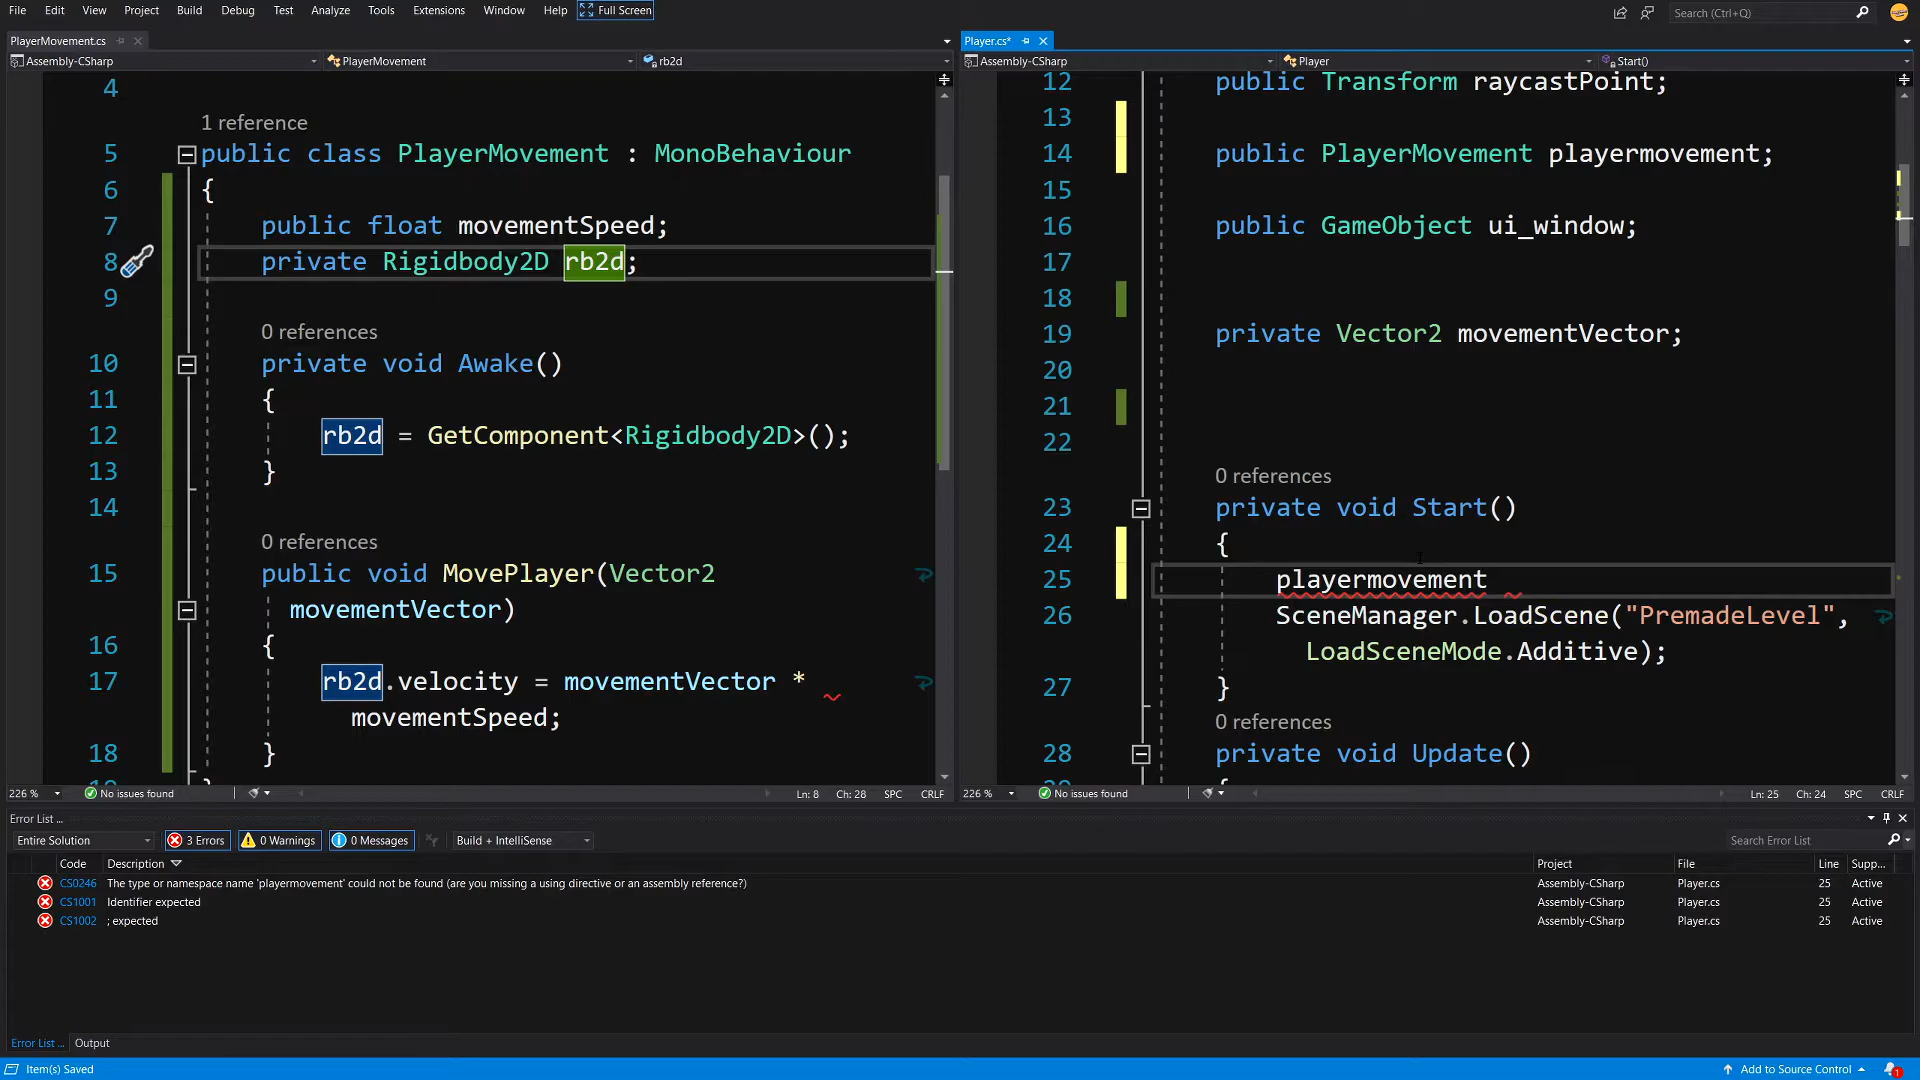 File Edit View Project Build Debug Test Analyze Tools Extensions Window Help Full Screen Search (Ctrl+Q)
PlayerMovement.cs
Assembly-CSharp PlayerMovement rb2d
4
1 reference
5 public class PlayerMovement : MonoBehaviour
6 {
7 public float movementSpeed;
8 private Rigidbody2D rb2d;
9
0 references
10 private void Awake()
11 {
12 rb2d = GetComponent<Rigidbody2D>();
13 }
14
0 references
15 public void MovePlayer(Vector2
movementVector)
16 {
17 rb2d.velocity = movementVector *
movementSpeed;
18 }
226 % No issues found Ln: 8 Ch: 28 SPC CRLF
Player.cs*
Assembly-CSharp Player Start()
12 public Transform raycastPoint;
13
14 public PlayerMovement playermovement;
15
16 public GameObject ui_window;
17
18
19 private Vector2 movementVector;
20
21
22
0 references
23 private void Start()
24 {
25 playermovement
26 SceneManager.LoadScene("PremadeLevel",
LoadSceneMode.Additive);
27 }
0 references
28 private void Update()
226 % No issues found Ln: 25 Ch: 24 SPC CRLF
Error List ...
Entire Solution 3 Errors 0 Warnings 0 Messages Build + IntelliSense Search Error List
Code Description Project File Line Supp...
CS0246 The type or namespace name 'playermovement' could not be found (are you missing a using directive or an assembly reference?) Assembly-CSharp Player.cs 25 Active
CS1001 Identifier expected Assembly-CSharp Player.cs 25 Active
CS1002 ; expected Assembly-CSharp Player.cs 25 Active
Error List ... Output
Item(s) Saved Add to Source Control 1